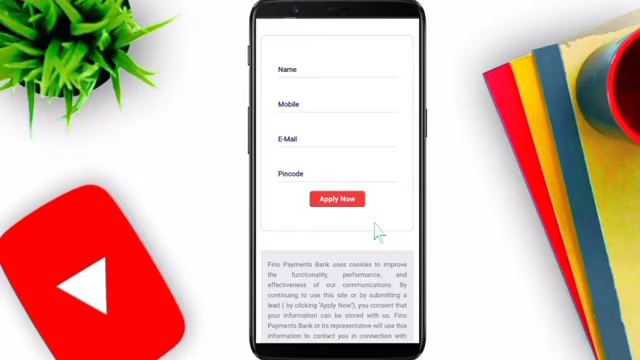 Name
Mobile
E-Mail
Pincode
Apply Now
Fino Payments Bank uses cookies to improve
the functionality, performance, and
effectiveness of our communications. By
continuing to use this site or by submitting a
lead ( by clicking 'Apply Now'), you consent that
your information can be stored with us. Fino
Payments Bank or its representative will use this
information to contact you in connection with